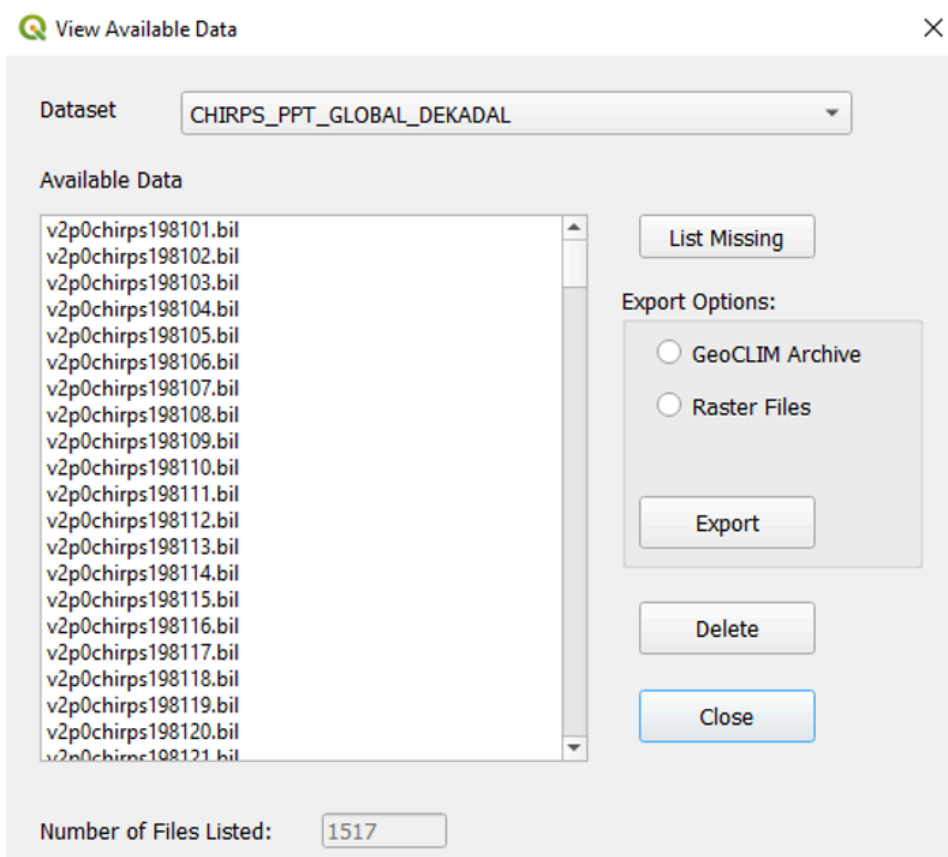 View Available Data
Dataset
CHIRPS_PPT_GLOBAL_DEKADAL
Available Data
v2p0chirps198101.bil
v2p0chirps198102.bil
v2p0chirps198103.bil
v2p0chirps198104.bil
v2p0chirps198105.bil
v2p0chirps198106.bil
v2p0chirps198107.bil
v2p0chirps198108.bil
v2p0chirps198109.bil
v2p0chirps198110.bil
v2p0chirps198111.bil
v2p0chirps198112.bil
v2p0chirps198113.bil
v2p0chirps198114.bil
v2p0chirps198115.bil
v2p0chirps198116.bil
v2p0chirps198117.bil
v2p0chirps198118.bil
v2p0chirps198119.bil
v2p0chirps198120.bil
v2p0chirps198121.bil
List Missing
Export Options:
GeoCLIM Archive
Raster Files
Export
Delete
Close
Number of Files Listed: 1517